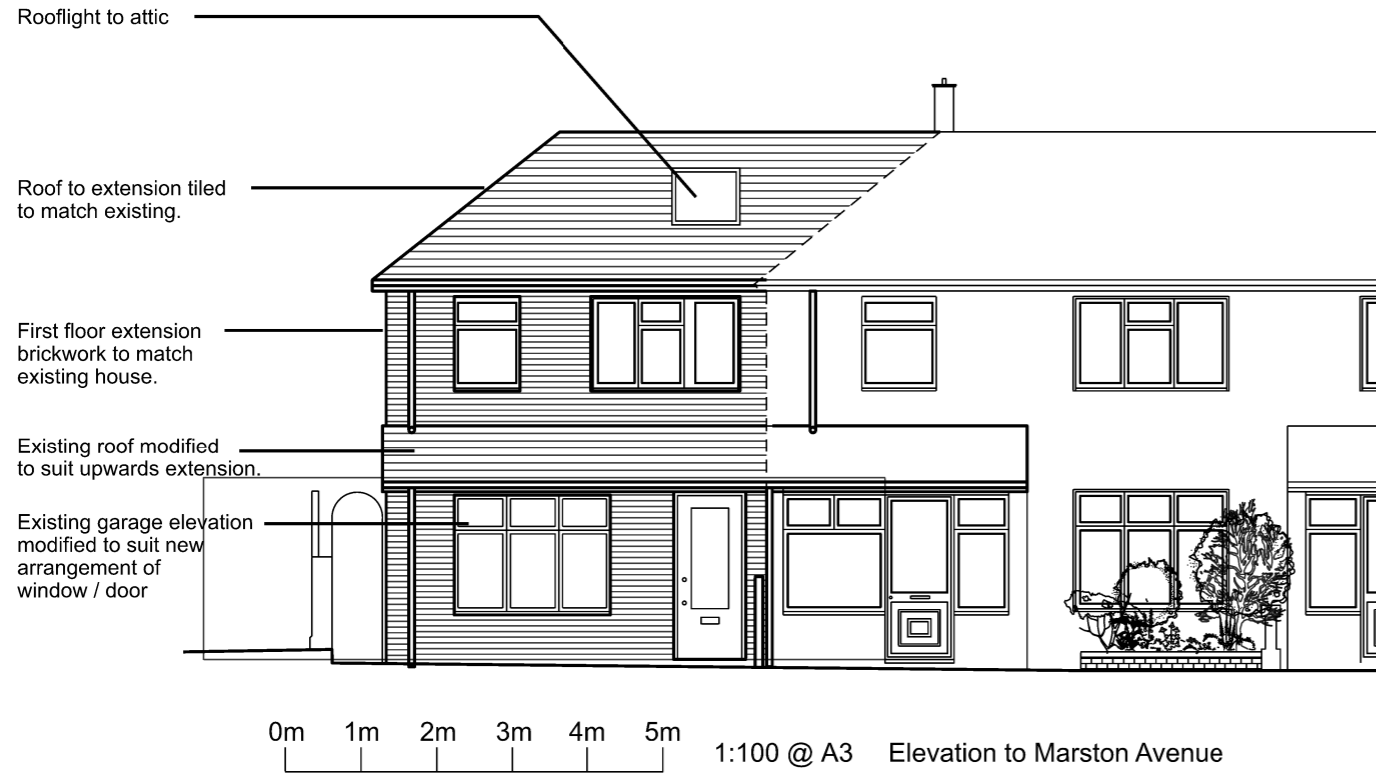 Rooflight to attic
Roof to extension tiled
to match existing.
First floor extension
brickwork to match
existing house.
Existing roof modified
to suit upwards extension.
Existing garage elevation
modified to suit new
arrangement of
window / door
0m 1m 2m 3m 4m 5m
1:100 @ A3 Elevation to Marston Avenue